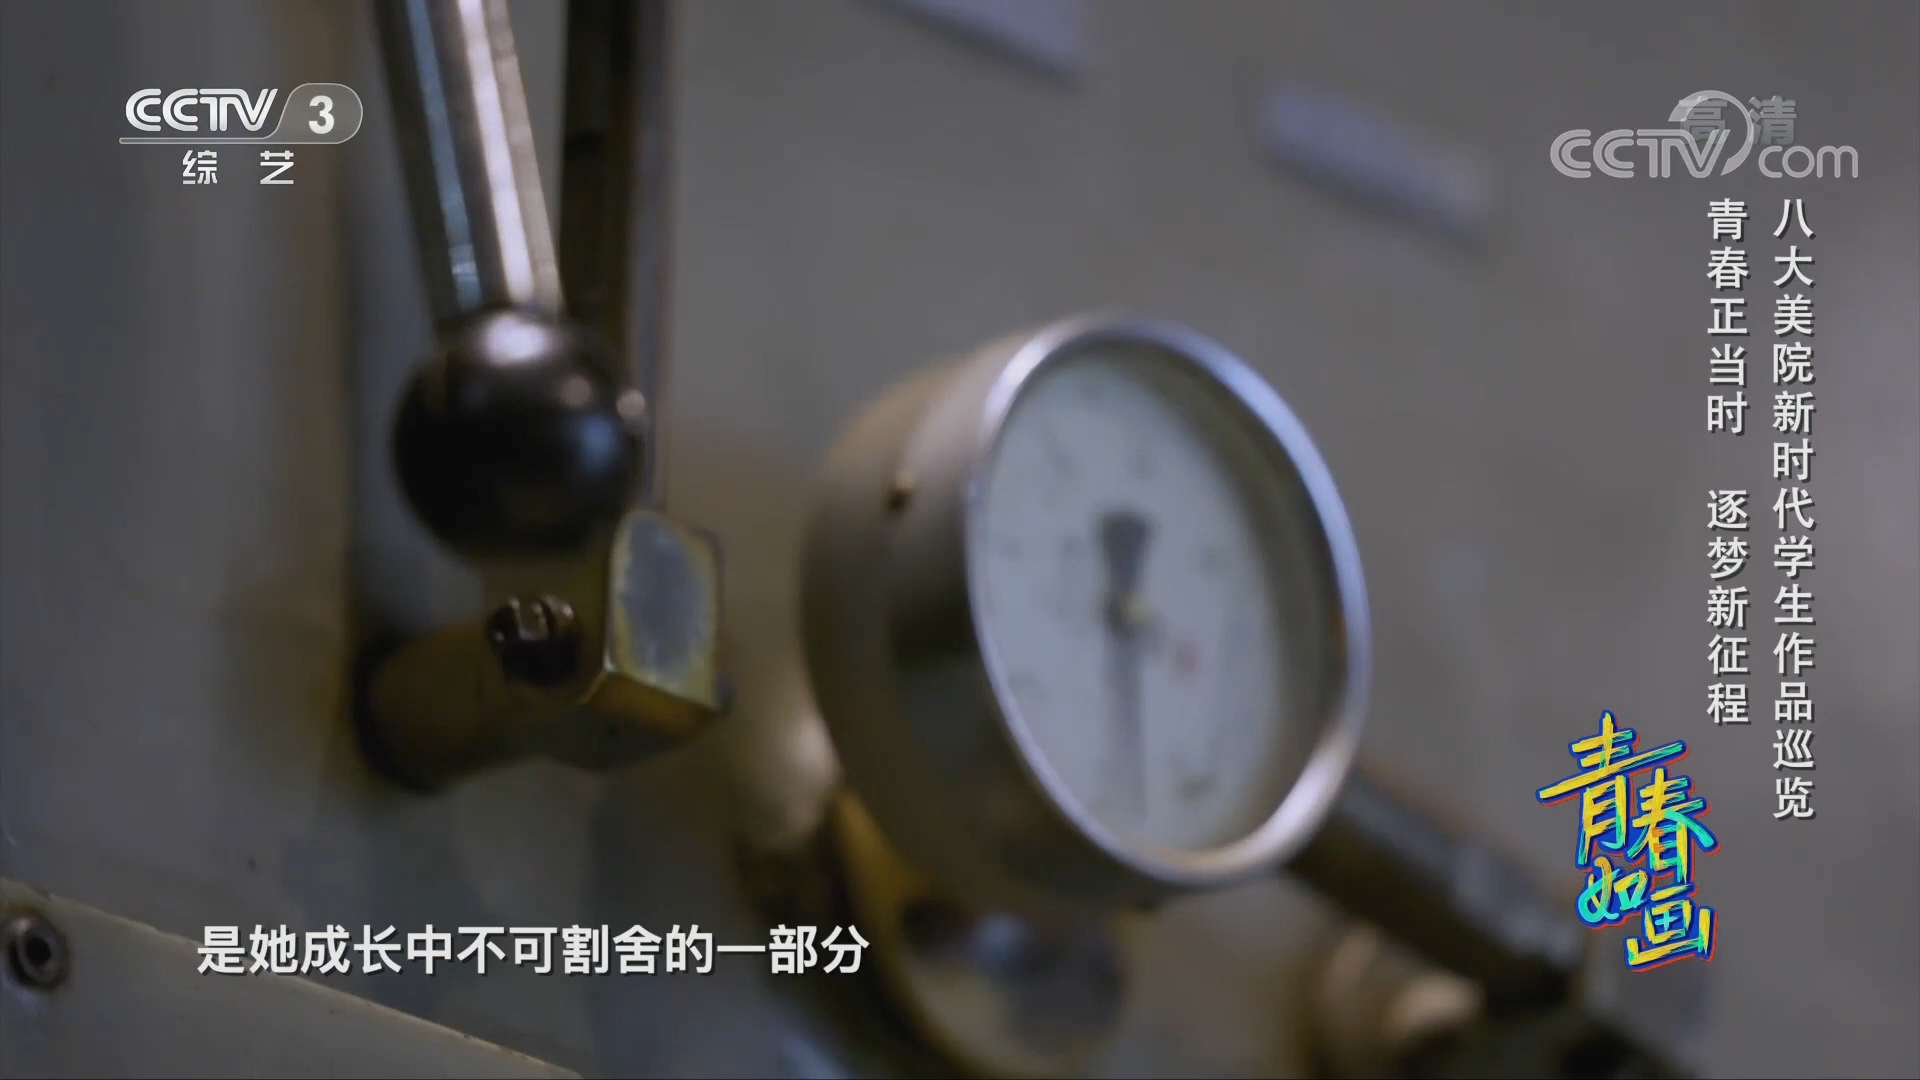 CCTV 3
综艺
高清
CCTV.com
八大美院新时代学生作品巡览
青春正当时 逐梦新征程
青春如画
是她成长中不可割舍的一部分